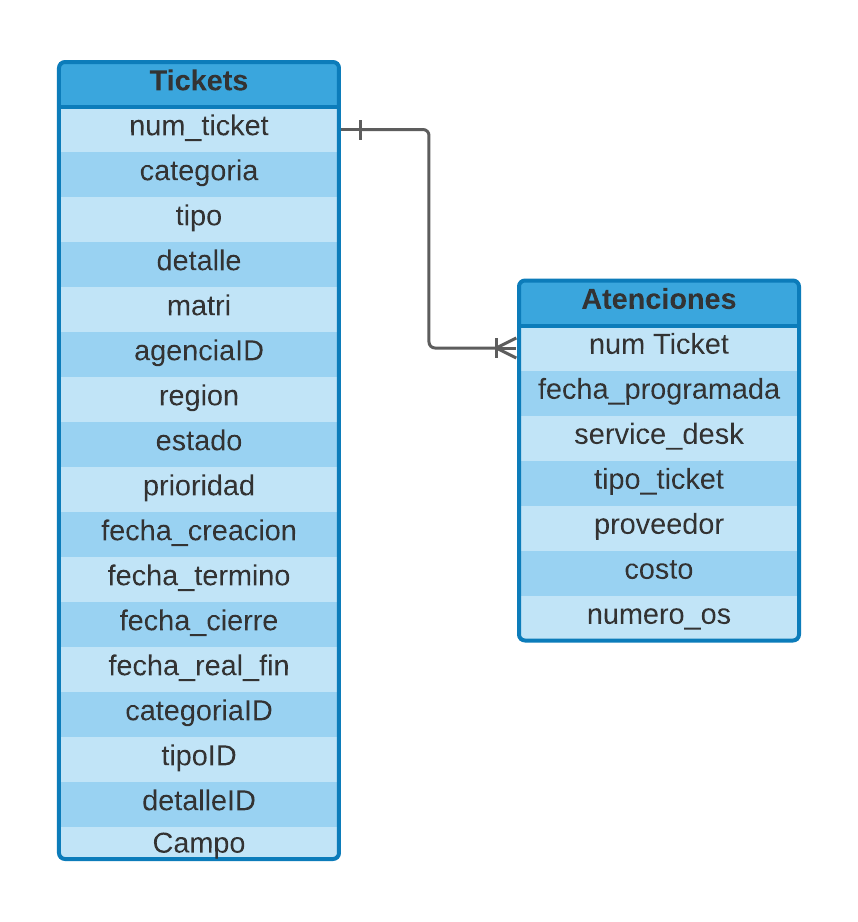 Tickets
num_ticket
categoria
tipo
detalle
matri
agenciaID
region
estado
prioridad
fecha_creacion
fecha_termino
fecha_cierre
fecha_real_fin
categoriaID
tipoID
detalleID
Campo
Atenciones
num Ticket
fecha_programada
service_desk
tipo_ticket
proveedor
costo
numero_os